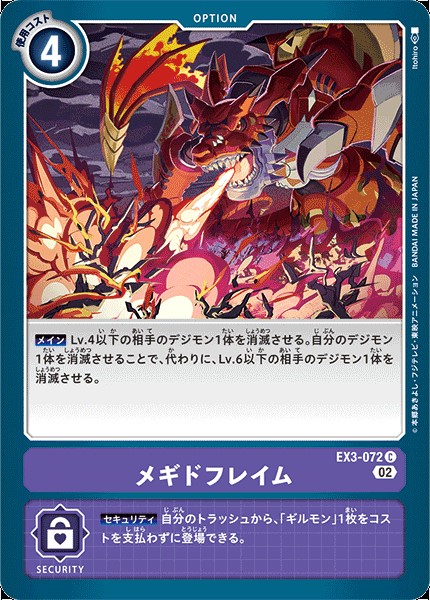 使用コスト
4
OPTION
Itohiro
メイン Lv.4以下の相手のデジモン1体を消滅させる。自分のデジモン
1体を消滅させることで、代わりに、Lv.6以下の相手のデジモン1体を
消滅させる。
©本郷あきよし・フジテレビ・東映アニメーション BANDAI MADE IN JAPAN
EX3-072 C
メギドフレイム
02
セキュリティ 自分のトラッシュから、「ギルモン」1枚をコス
トを支払わずに登場できる。
SECURITY